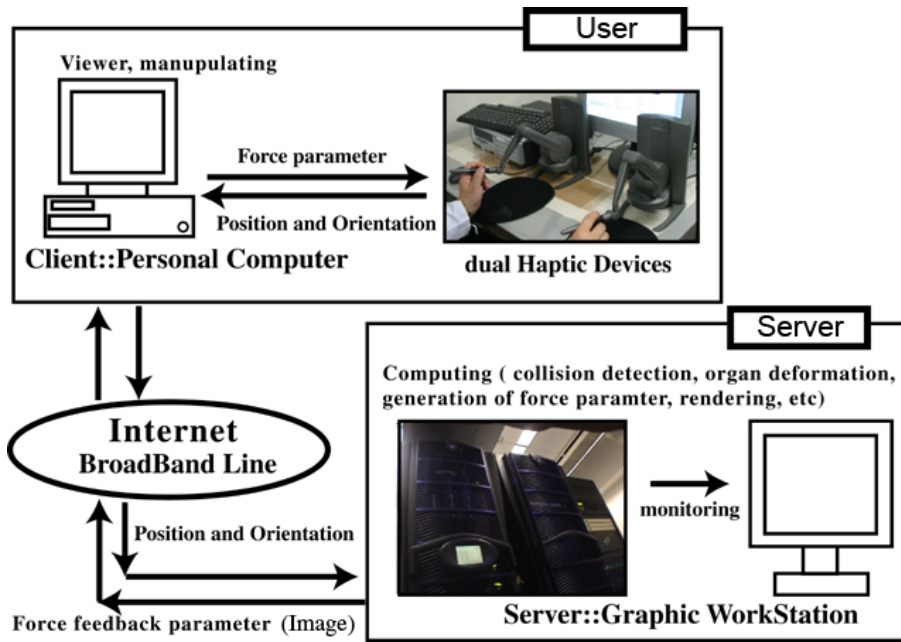 User
Viewer, manupulating
Force parameter
Position and Orientation
Client::Personal Computer
dual Haptic Devices
Server
Computing ( collision detection, organ deformation,
generation of force paramter, rendering, etc)
Internet
BroadBand Line
monitoring
Position and Orientation
Server::Graphic WorkStation
Force feedback parameter (Image)